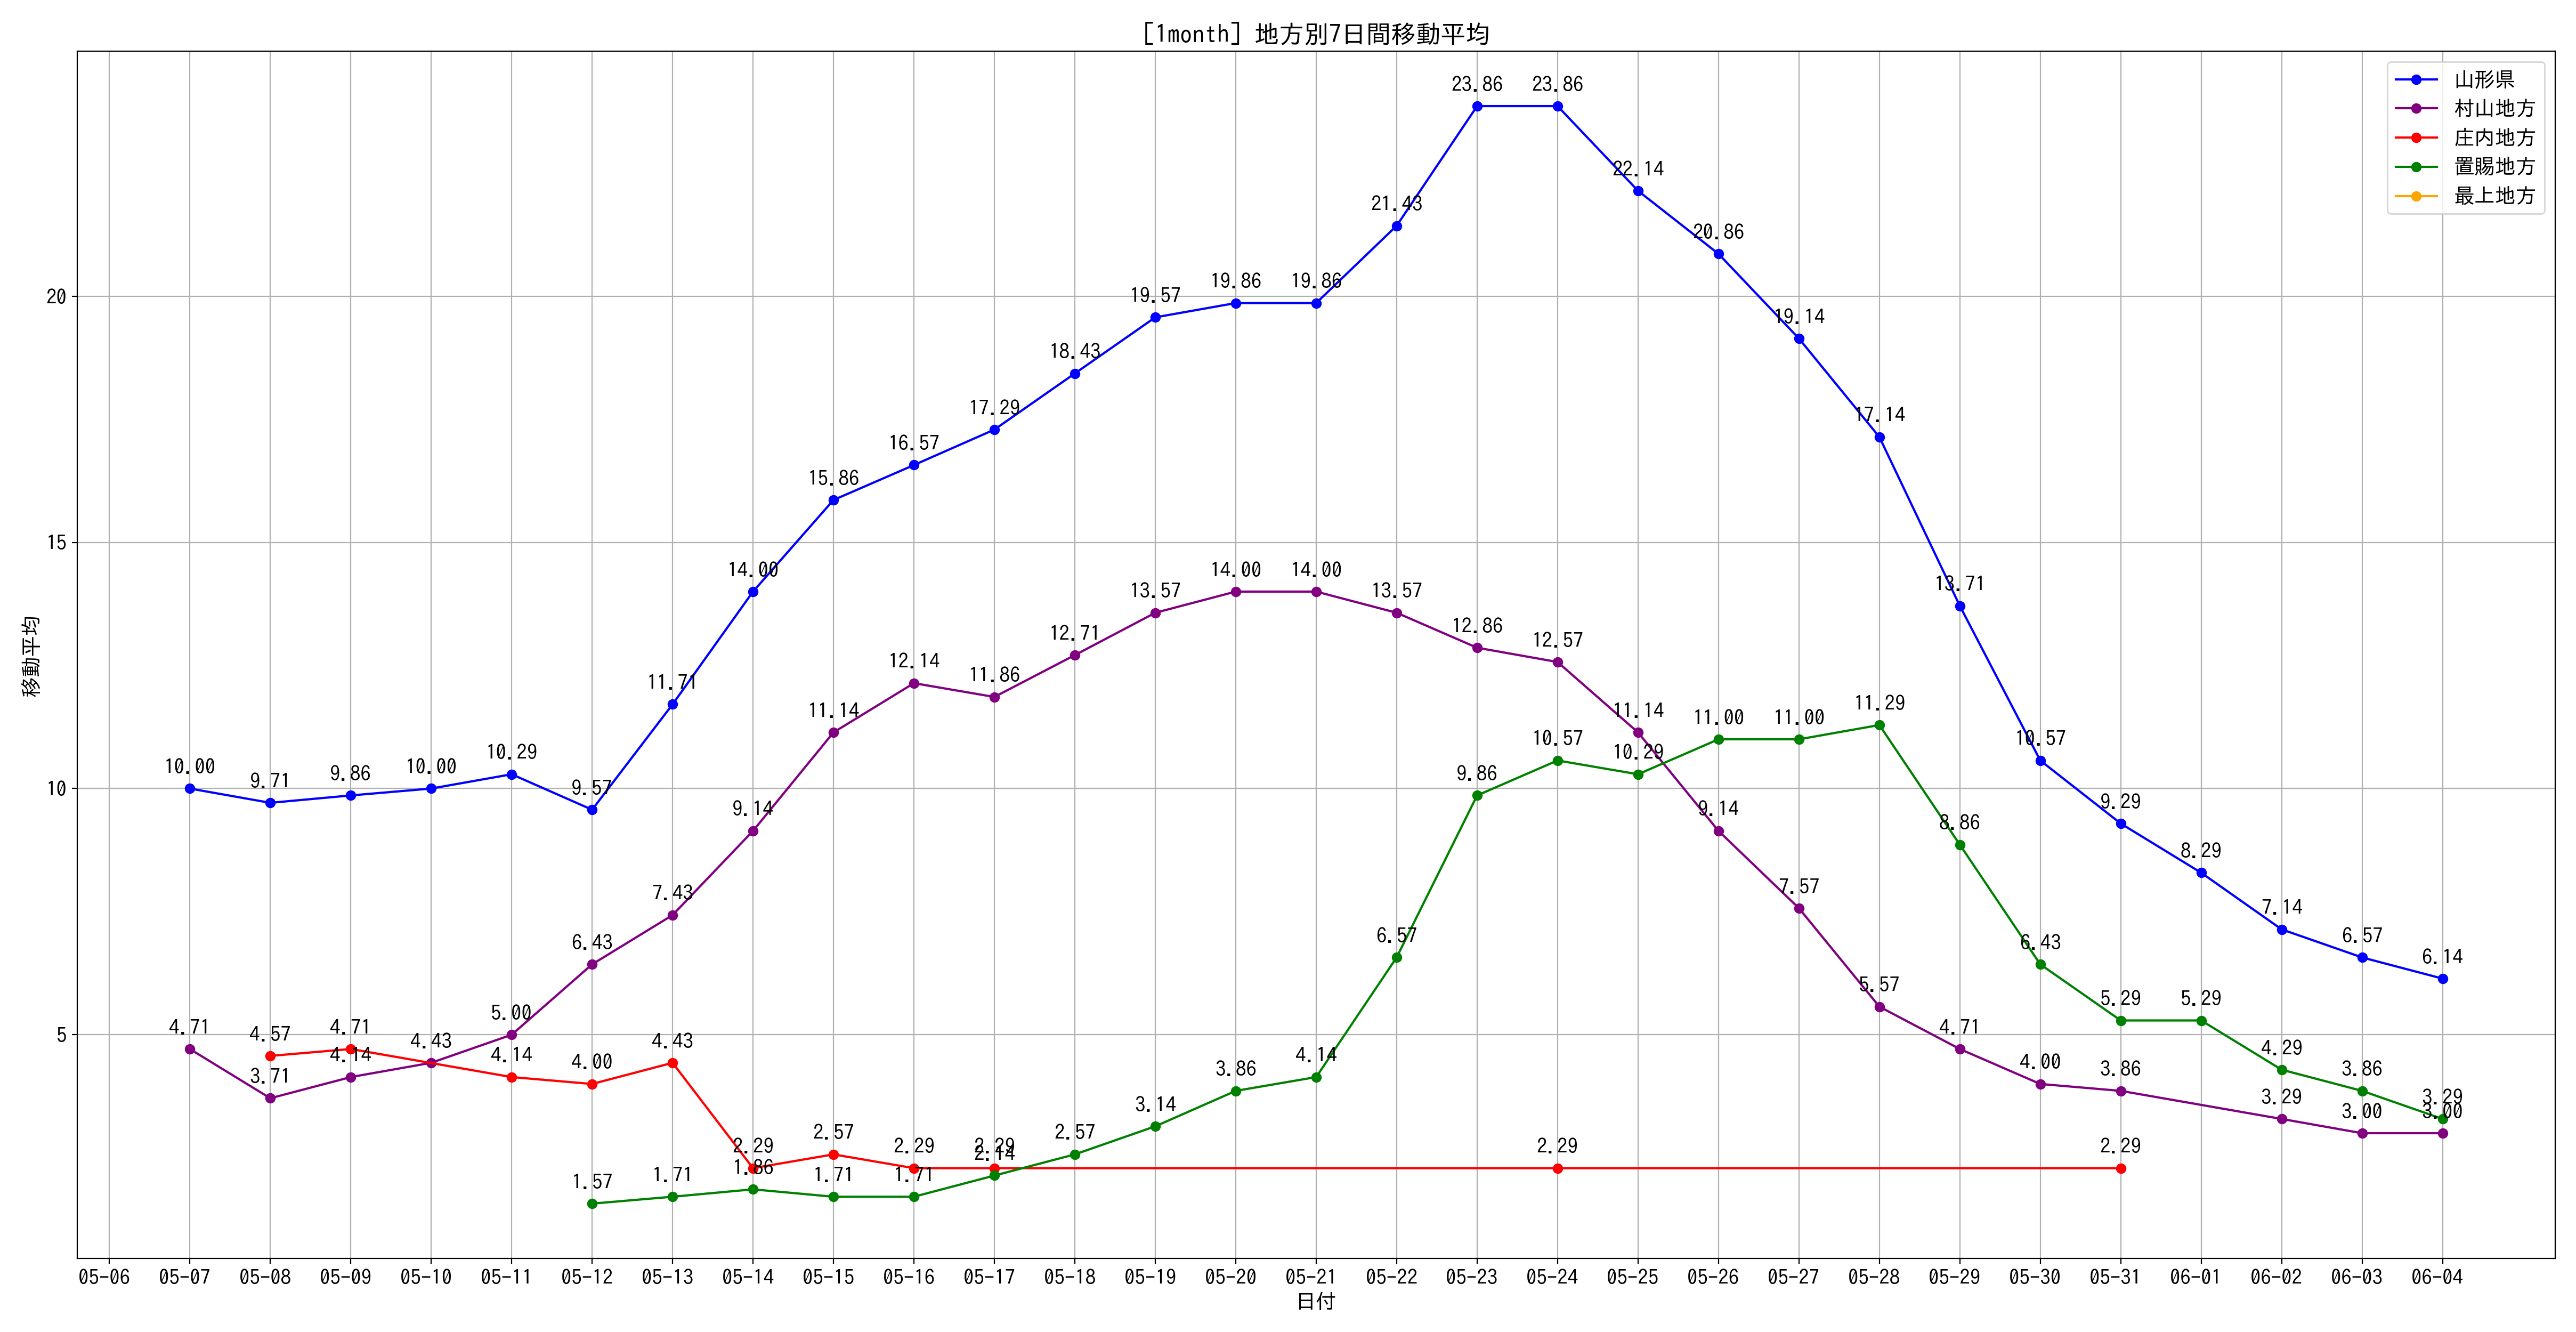 [1month] 地方別7日間移動平均
山形県
村山地方
庄内地方
置賜地方
最上地方
移動平均
20
15
10
5
23.86 23.86
22.14
21.43
20.86
19.57 19.86 19.86
19.14
18.43
17.29
17.14
16.57
15.86
14.00 14.00 14.00
13.57 13.57 13.71
12.71 12.86 12.57
12.14
11.71 11.86
11.14 11.14 11.00 11.00 11.29
10.57 10.29 10.57
10.00 9.71 9.86 10.00 10.29 9.57
9.86
9.14 9.14 9.29
8.86
8.29
7.43 7.57
7.14
6.43 6.57 6.43 6.57 6.14
5.57
5.29 5.29
4.71 4.57 4.71 4.43 5.00 4.71
3.71 4.14 4.14 4.00 4.43 4.14 4.00 4.29
3.86 3.86 3.86
3.14 3.29 3.00 3.29 3.00
2.29 2.57 2.29 2.29 2.57 2.29 2.29
2.14
1.57 1.71 1.86 1.71 1.71
05-06 05-07 05-08 05-09 05-10 05-11 05-12 05-13 05-14 05-15 05-16 05-17 05-18 05-19 05-20 05-21 05-22 05-23 05-24 05-25 05-26 05-27 05-28 05-29 05-30 05-31 06-01 06-02 06-03 06-04
日付